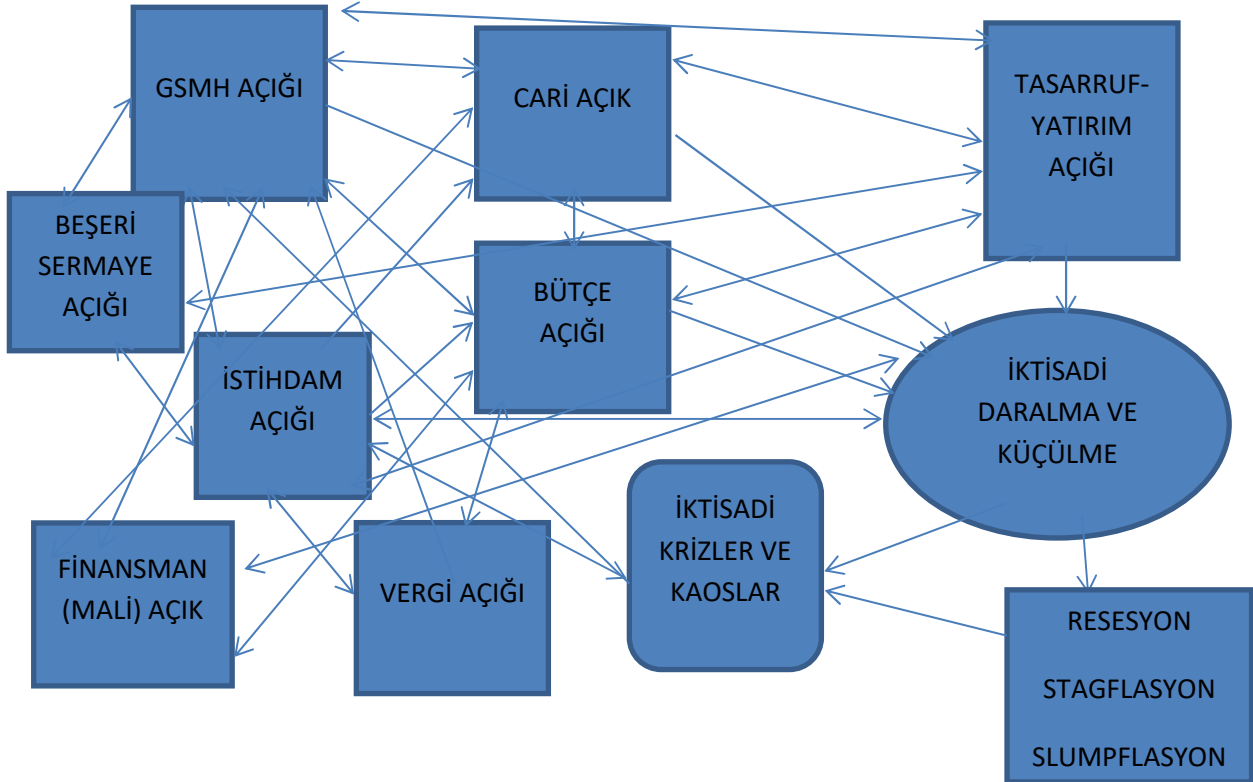 GSMH AÇIĞI
CARİ AÇIK
TASARRUF-
YATIRIM
AÇIĞI
BEŞERİ
SERMAYE
AÇIĞI
BÜTÇE
AÇIĞI
İSTİHDAM
AÇIĞI
İKTİSADİ
DARALMA VE
KÜÇÜLME
FİNANSMAN
(MALİ) AÇIK
VERGİ AÇIĞI
İKTİSADİ
KRİZLER VE
KAOSLAR
RESESYON
STAGFLASYON
SLUMPFLASYON